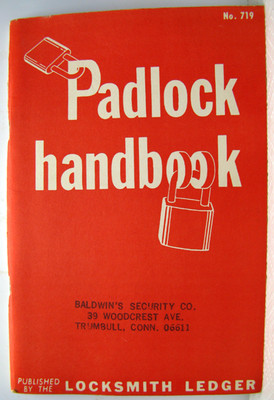 No. 719
Padlock
handbook
BALDWIN'S SECURITY CO.
39 WOODCREST AVE.
TRUMBULL, CONN. 06611
PUBLISHED
BY THE LOCKSMITH LEDGER